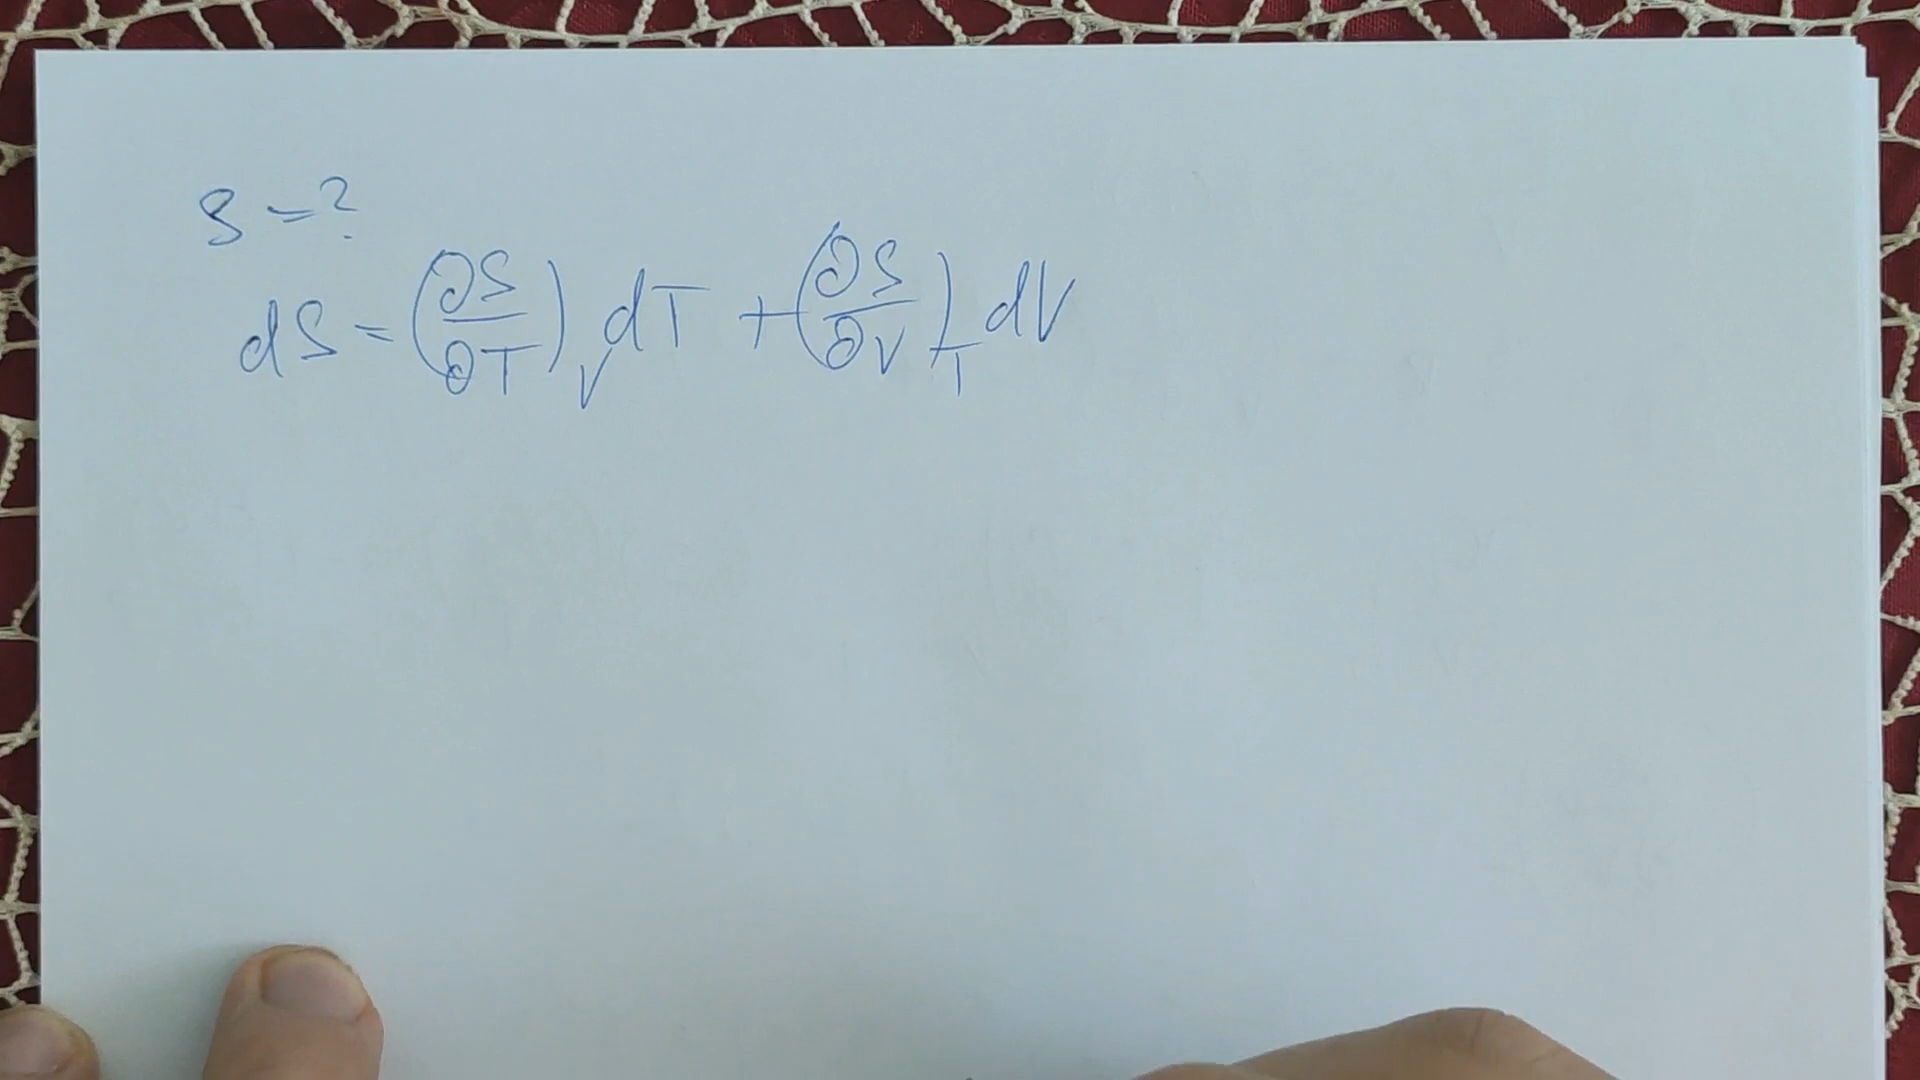 S = ?
dS = (∂S/∂T)_V dT + (∂S/∂V)_T dV